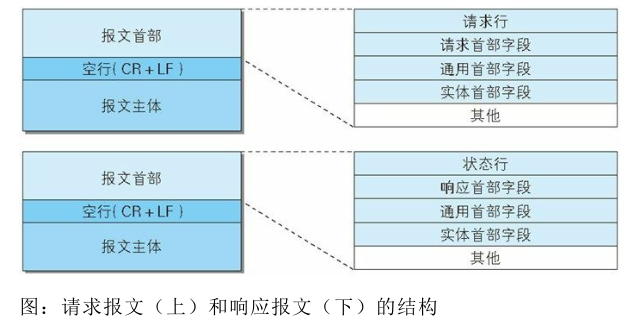 报文首部
空行(CR+LF)
报文主体
请求行
请求首部字段
通用首部字段
实体首部字段
其他
报文首部
空行(CR+LF)
报文主体
状态行
响应首部字段
通用首部字段
实体首部字段
其他
图：请求报文（上）和响应报文（下）的结构